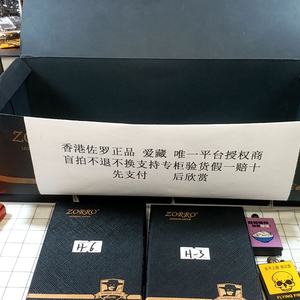 香港佐罗正品 爱藏 唯一平台授权商
盲拍不退不换支持专柜验货假一赔十
先支付 后欣赏
ZORRO
ZORRO
H-6
H-3